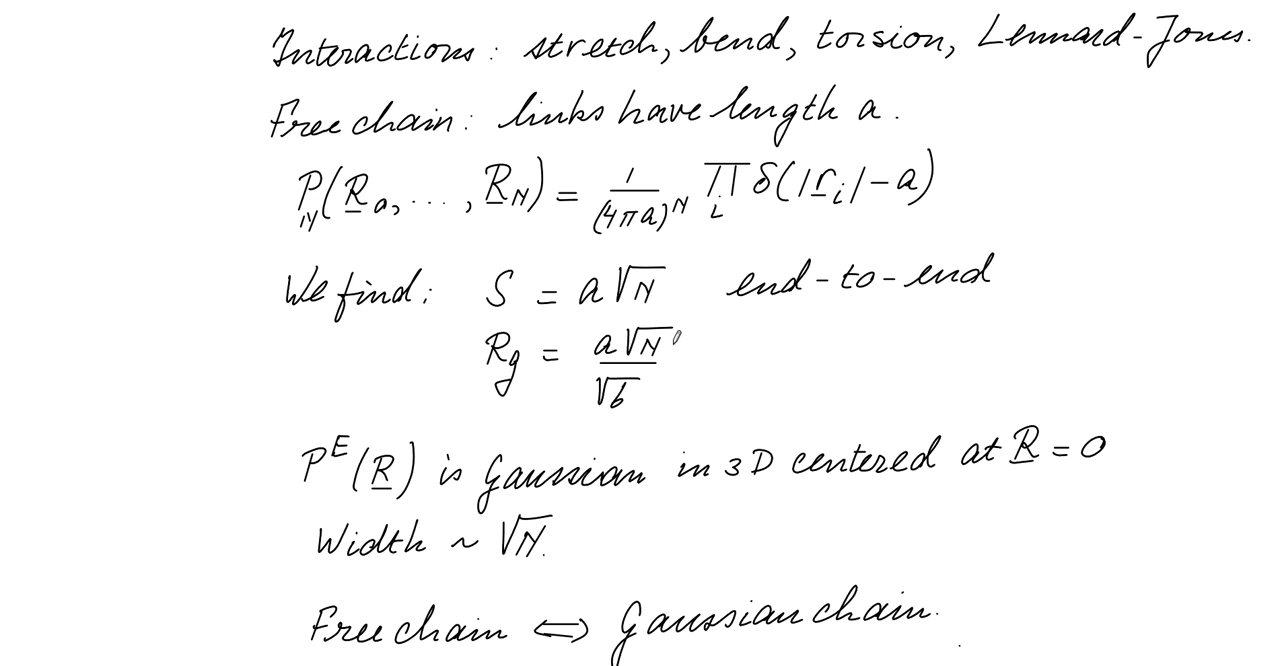 Interactions: stretch, bend, torsion, Lennard-Jones.
Free chain: links have length a.
P_N(R_a, ..., R_N) = 1/(4πa)^N ∏_i δ(|r_i| - a)
We find: S = a√N end-to-end
R_g = a√N / √6
P^E(R) is Gaussian in 3D centered at R = 0
Width ~ √N.
Free chain ⇔ Gaussian chain.